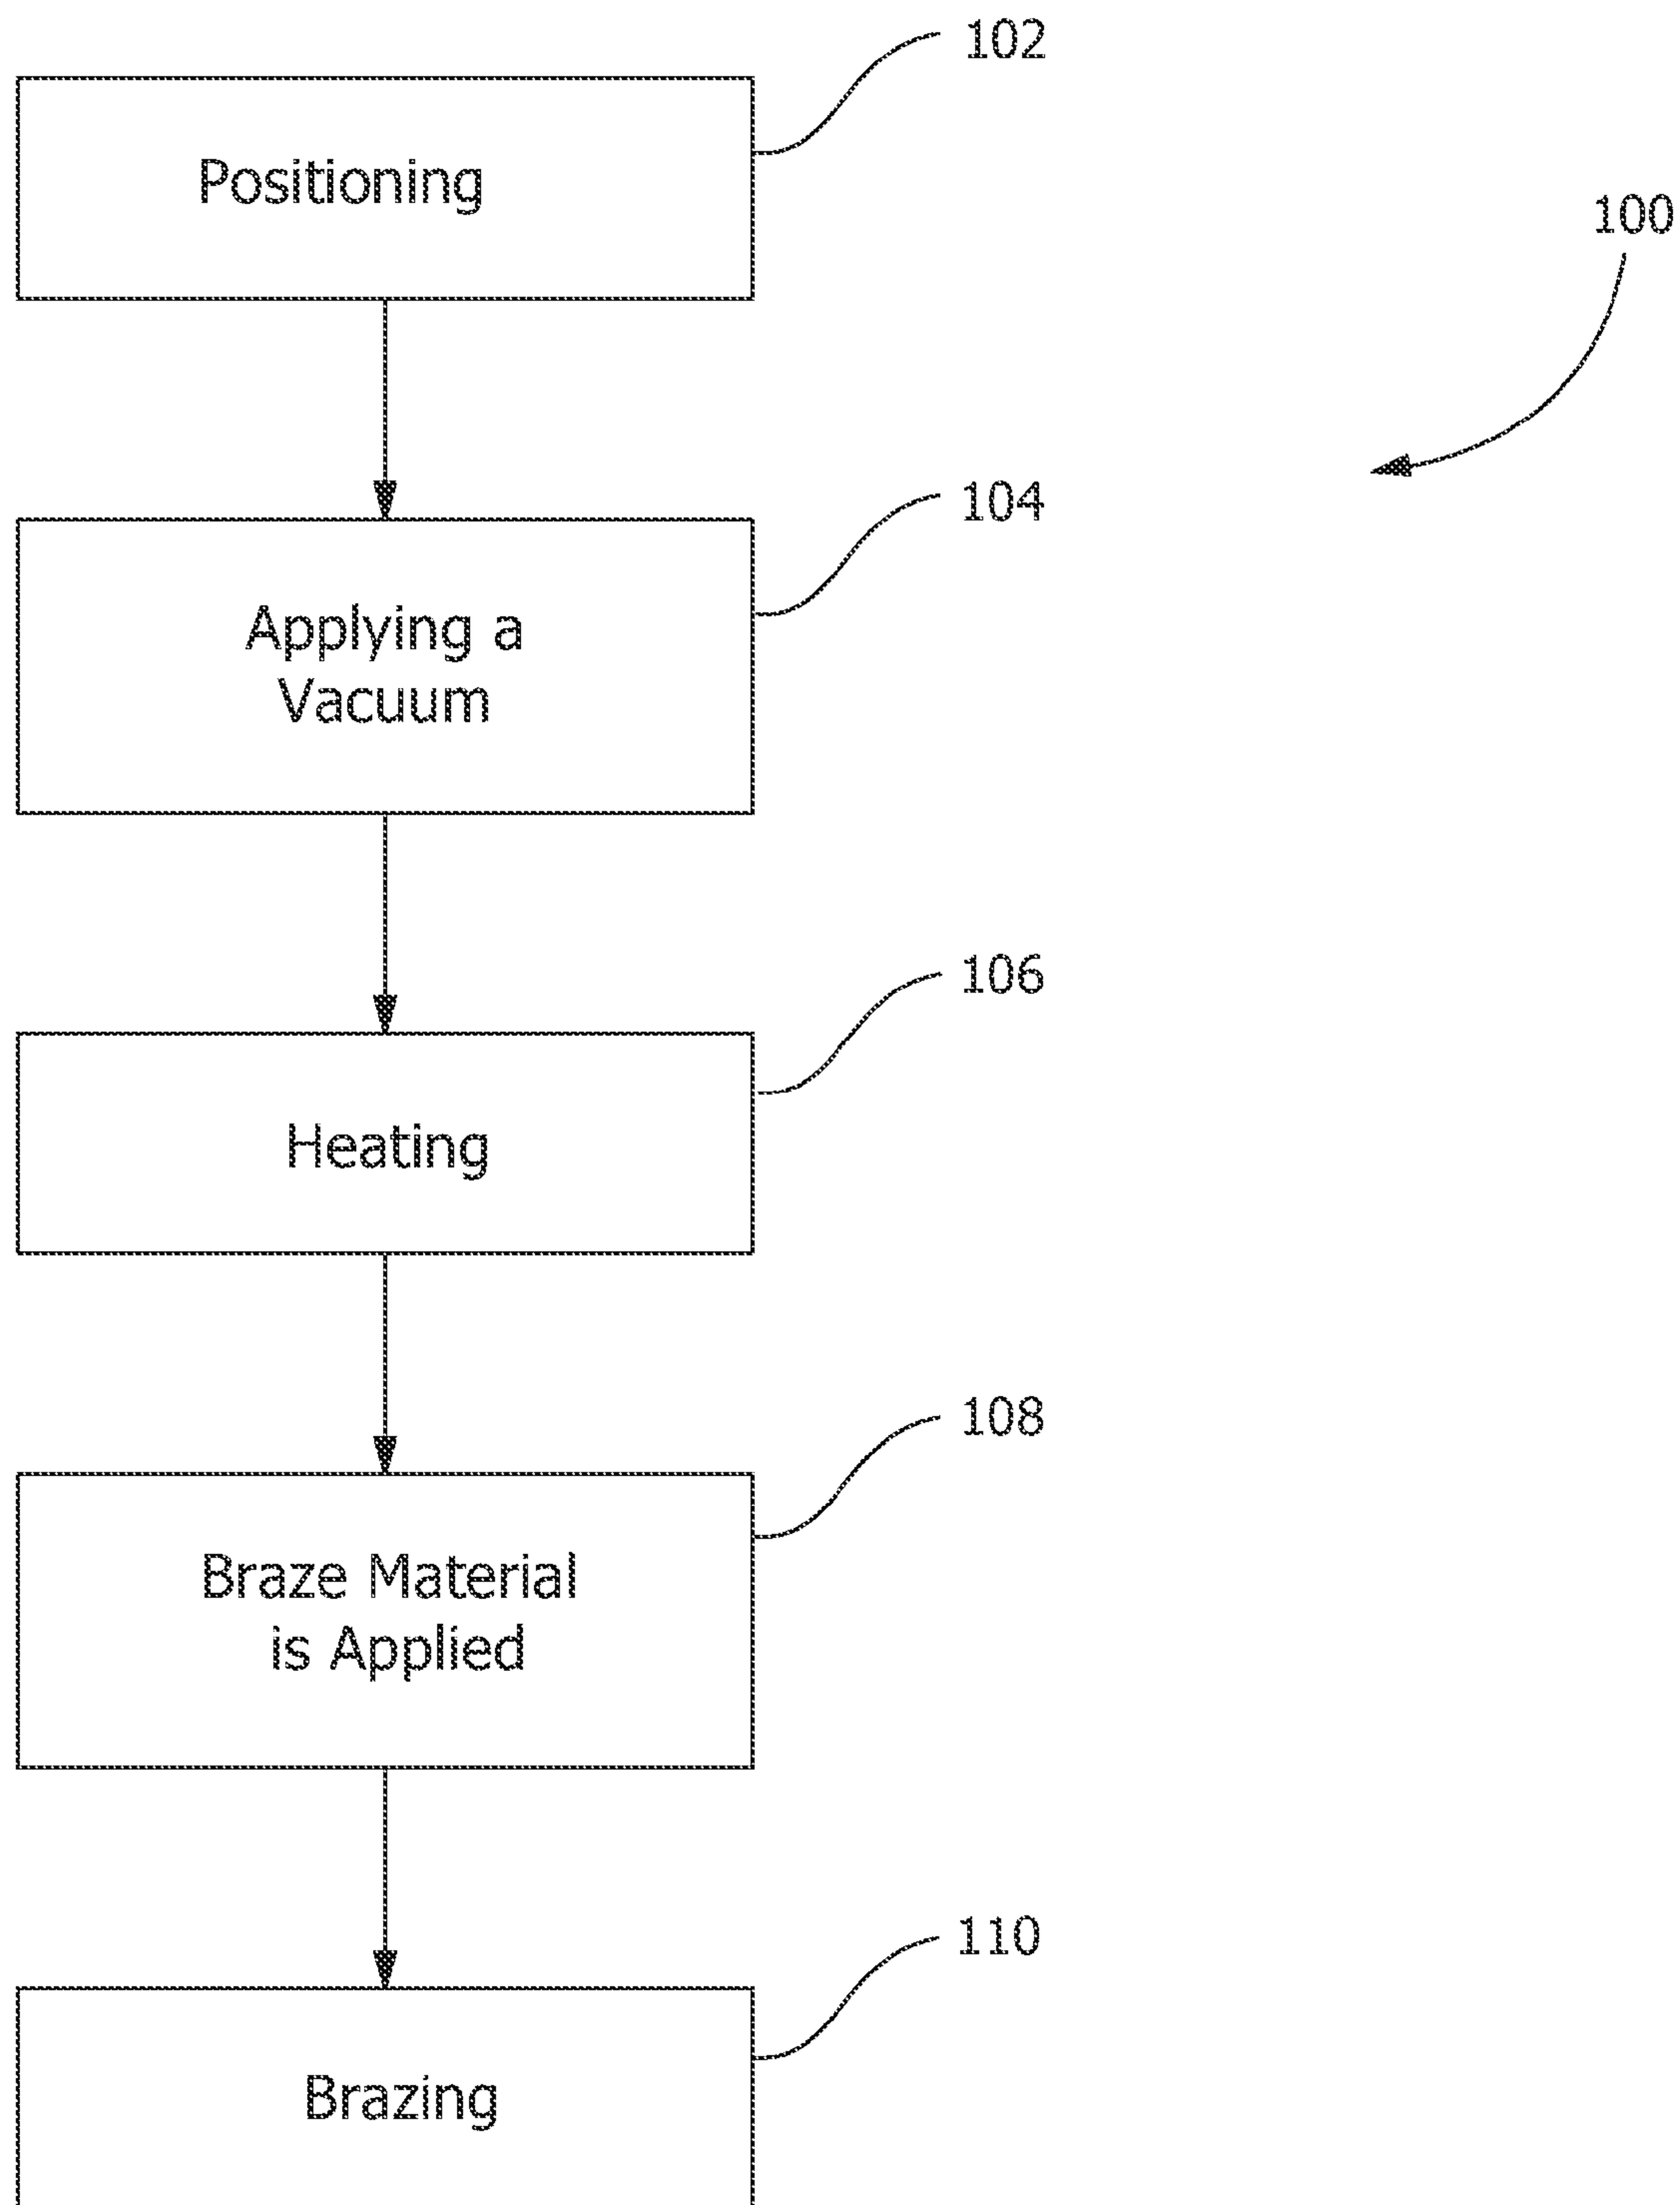 102
Positioning
100
104
Applying a
Vacuum
106
Heating
108
Braze Material
is Applied
110
Brazing